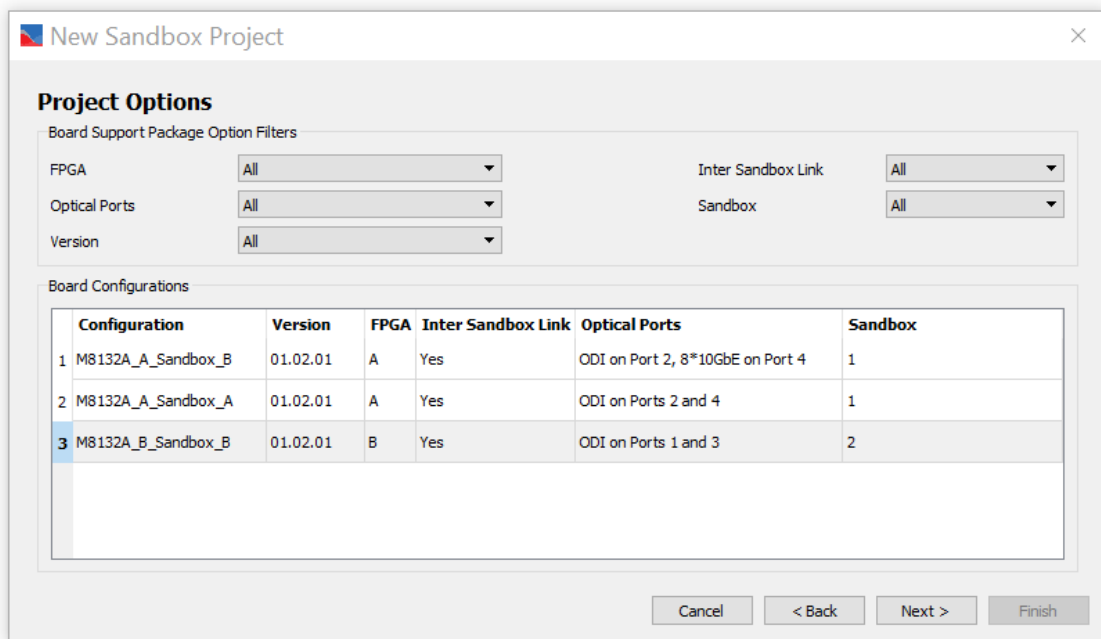 New Sandbox Project
Project Options
Board Support Package Option Filters
FPGA All Inter Sandbox Link All
Optical Ports All Sandbox All
Version All
Board Configurations
Configuration Version FPGA Inter Sandbox Link Optical Ports Sandbox
1 M8132A_A_Sandbox_B 01.02.01 A Yes ODI on Port 2, 8*10GbE on Port 4 1
2 M8132A_A_Sandbox_A 01.02.01 A Yes ODI on Ports 2 and 4 1
3 M8132A_B_Sandbox_B 01.02.01 B Yes ODI on Ports 1 and 3 2
Cancel < Back Next > Finish